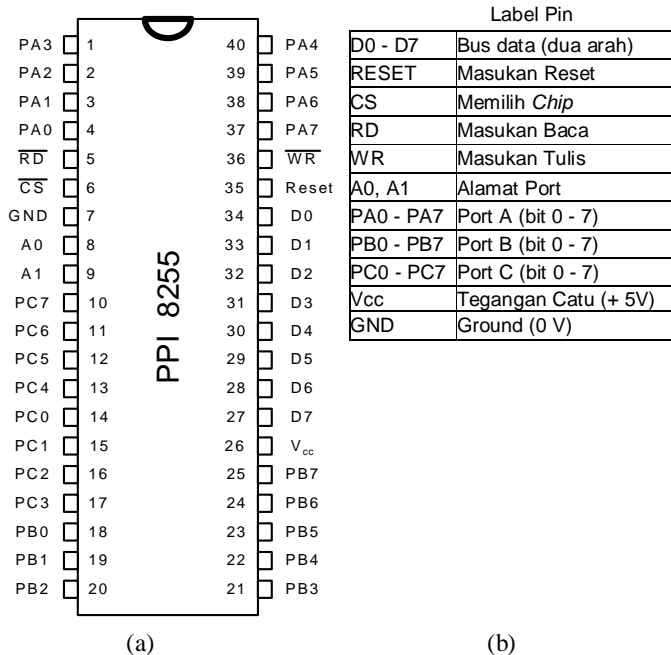 Label Pin
PA3 1 40 PA4
PA2 2 39 PA5
PA1 3 38 PA6
PA0 4 37 PA7
RD 5 36 WR
CS 6 35 Reset
GND 7 34 D0
A0 8 33 D1
A1 9 32 D2
PC7 10 31 D3
PC6 11 30 D4
PC5 12 29 D5
PC4 13 28 D6
PC0 14 27 D7
PC1 15 26 Vcc
PC2 16 25 PB7
PC3 17 24 PB6
PB0 18 23 PB5
PB1 19 22 PB4
PB2 20 21 PB3
PPI 8255
D0 - D7 Bus data (dua arah)
RESET Masukan Reset
CS Memilih Chip
RD Masukan Baca
WR Masukan Tulis
A0, A1 Alamat Port
PA0 - PA7 Port A (bit 0 - 7)
PB0 - PB7 Port B (bit 0 - 7)
PC0 - PC7 Port C (bit 0 - 7)
Vcc Tegangan Catu (+ 5V)
GND Ground (0 V)
(a) (b)